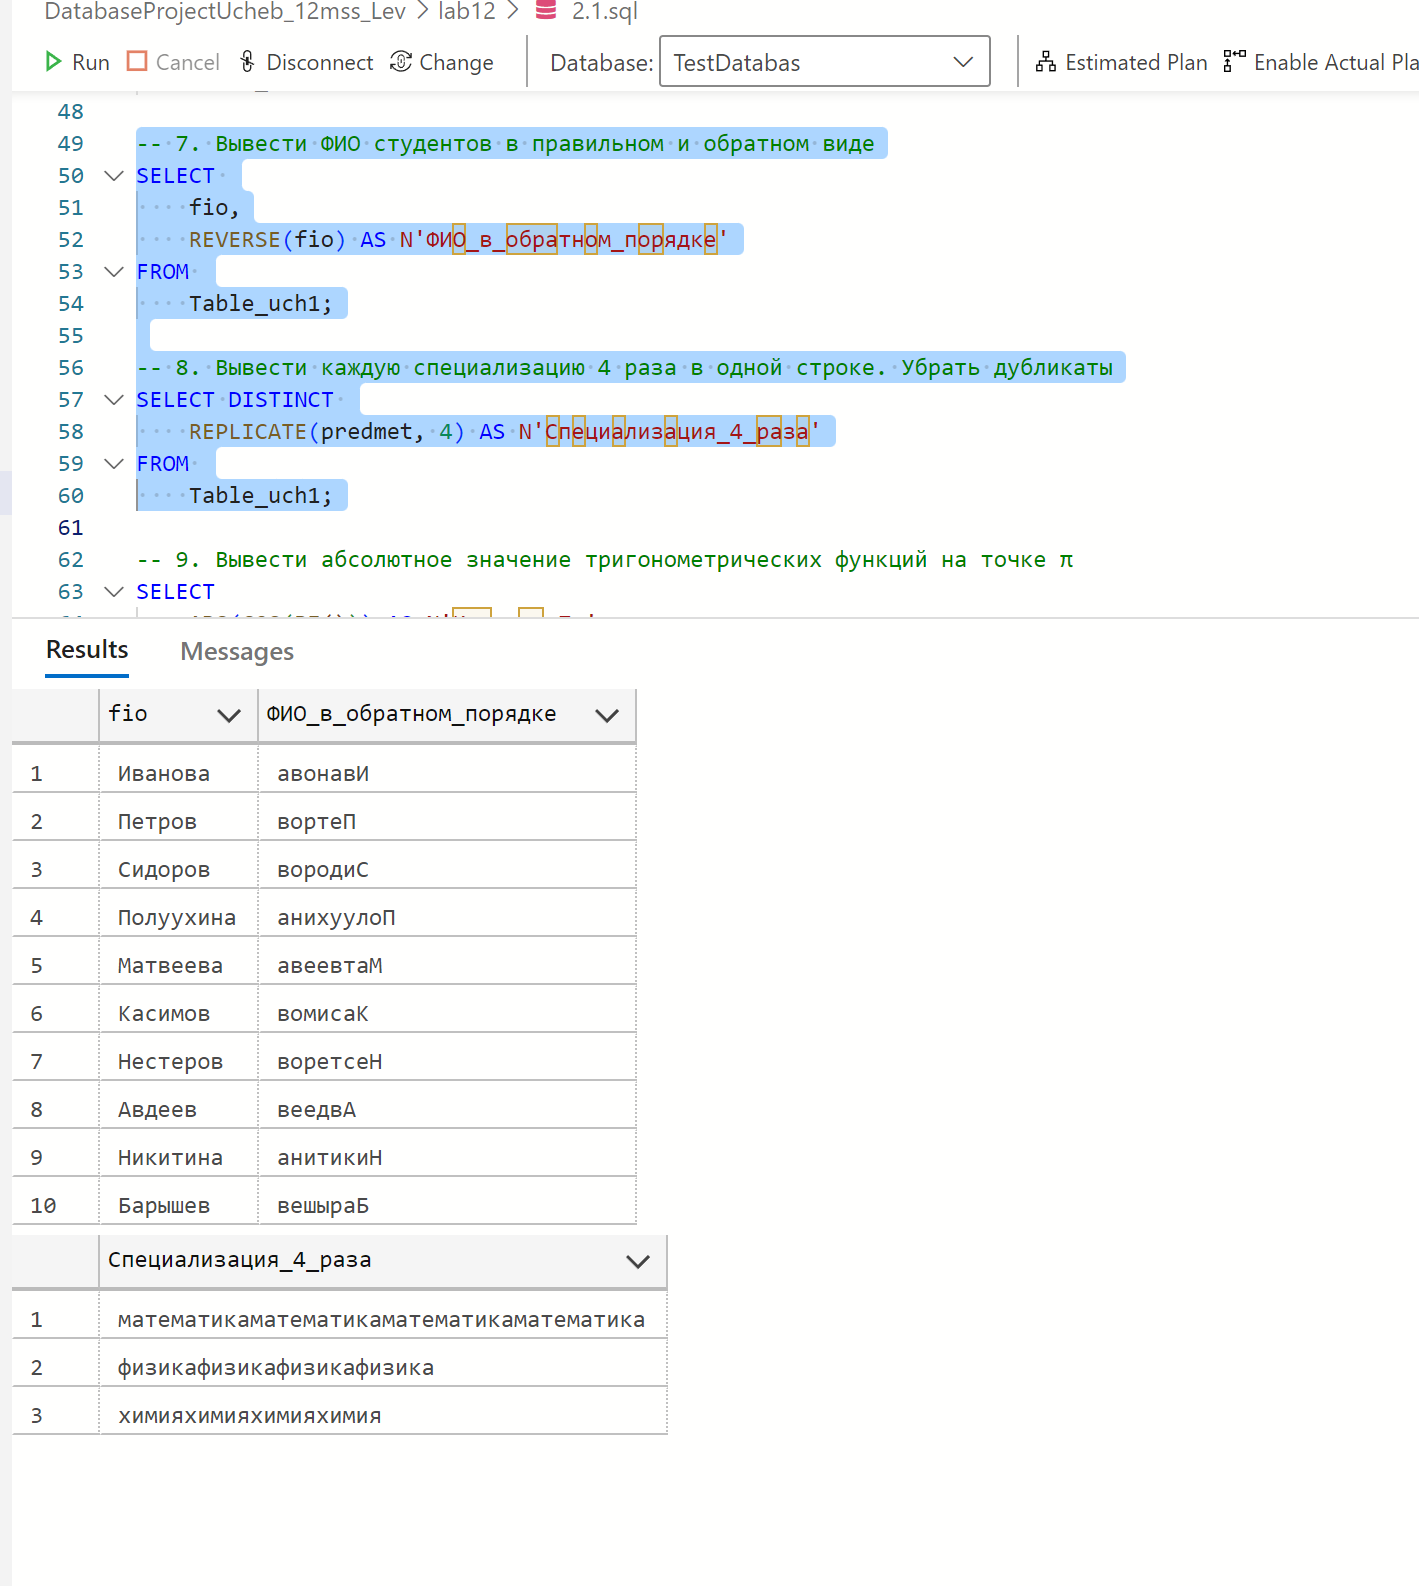 DatabaseProjectUcheb_12mss_Lev > lab12 > 2.1.sql
Run Cancel Disconnect Change Database: TestDatabas Estimated Plan Enable Actual Pla
48
49 -- 7. Вывести ФИО студентов в правильном и обратном виде
50 SELECT
51 fio,
52 REVERSE(fio) AS N'ФИО_в_обратном_порядке'
53 FROM
54 Table_uch1;
55
56 -- 8. Вывести каждую специализацию 4 раза в одной строке. Убрать дубликаты
57 SELECT DISTINCT
58 REPLICATE(predmet, 4) AS N'Специализация_4_раза'
59 FROM
60 Table_uch1;
61
62 -- 9. Вывести абсолютное значение тригонометрических функций на точке π
63 SELECT
Results Messages
fio ФИО_в_обратном_порядке
1 Иванова авонавИ
2 Петров вортеП
3 Сидоров вородиС
4 Полуухина анихуулоП
5 Матвеева авеевтаМ
6 Касимов вомисаК
7 Нестеров воретсеН
8 Авдеев веедвА
9 Никитина анитикиН
10 Барышев вешыраБ
Специализация_4_раза
1 математикаматематикаматематикаматематика
2 физикафизикафизикафизика
3 химияхимияхимияхимия